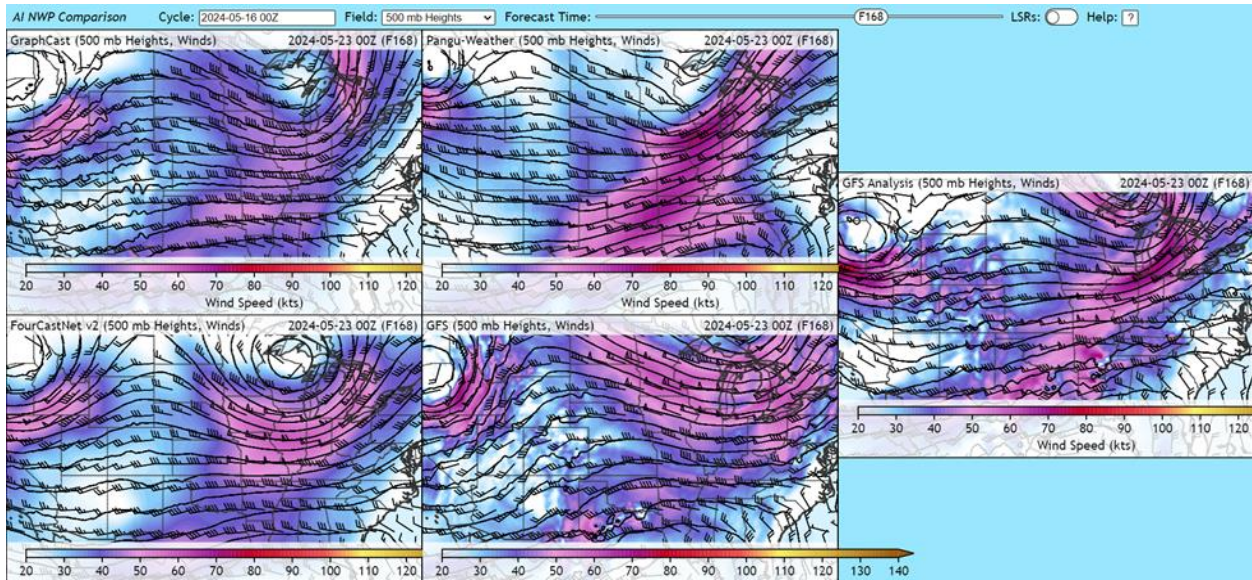 AI NWP Comparison Cycle: 2024-05-16 00Z Field: 500 mb Heights Forecast Time: F168 LSRs: Help: ?
GraphCast (500 mb Heights, Winds) 2024-05-23 00Z (F168)
20 30 40 50 60 70 80 90 100 110 120
Wind Speed (kts)
Pangu-Weather (500 mb Heights, Winds) 2024-05-23 00Z (F168)
20 30 40 50 60 70 80 90 100 110 120
Wind Speed (kts)
GFS Analysis (500 mb Heights, Winds) 2024-05-23 00Z (F168)
20 30 40 50 60 70 80 90 100 110 120
Wind Speed (kts)
FourCastNet v2 (500 mb Heights, Winds) 2024-05-23 00Z (F168)
20 30 40 50 60 70 80 90 100 110 120
GFS (500 mb Heights, Winds) 2024-05-23 00Z (F168)
20 30 40 50 60 70 80 90 100 110 120 130 140